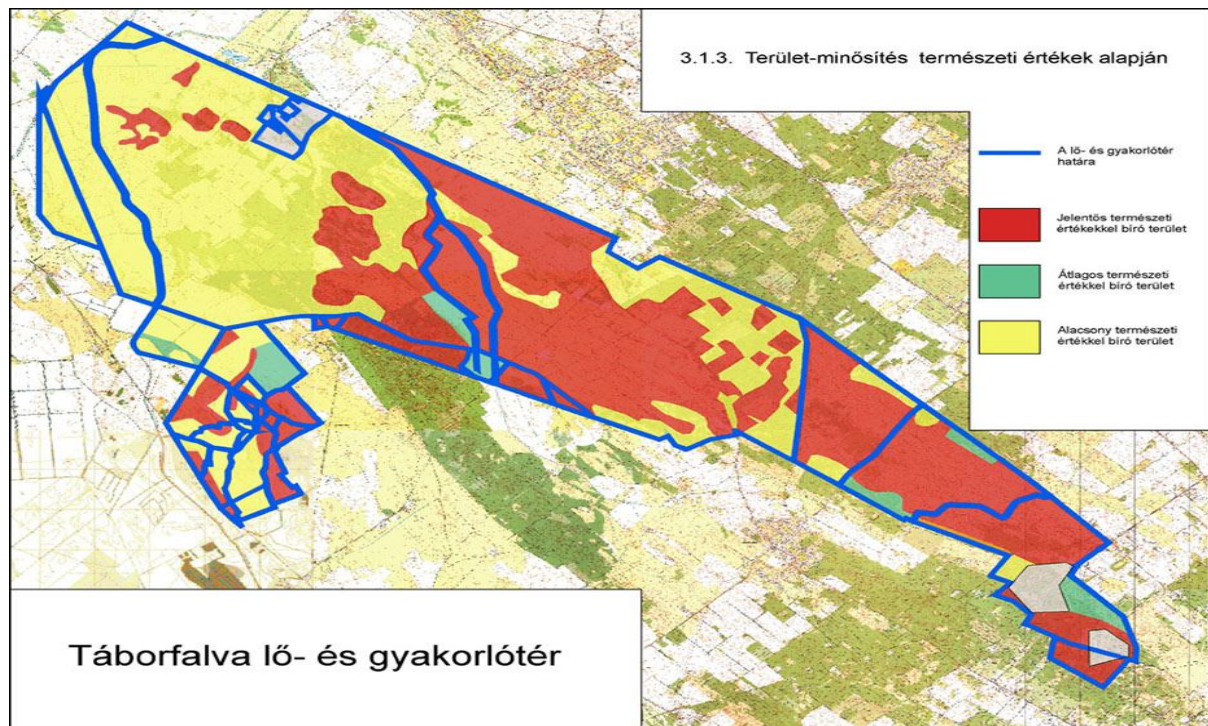 3.1.3. Terület-minősítés természeti értékek alapján
A lő- és gyakorlótér
határa
Jelentős természeti
értékekkel bíró terület
Átlagos természeti
értékkel bíró terület
Alacsony természeti
értékkel bíró terület
Táborfalva lő- és gyakorlótér